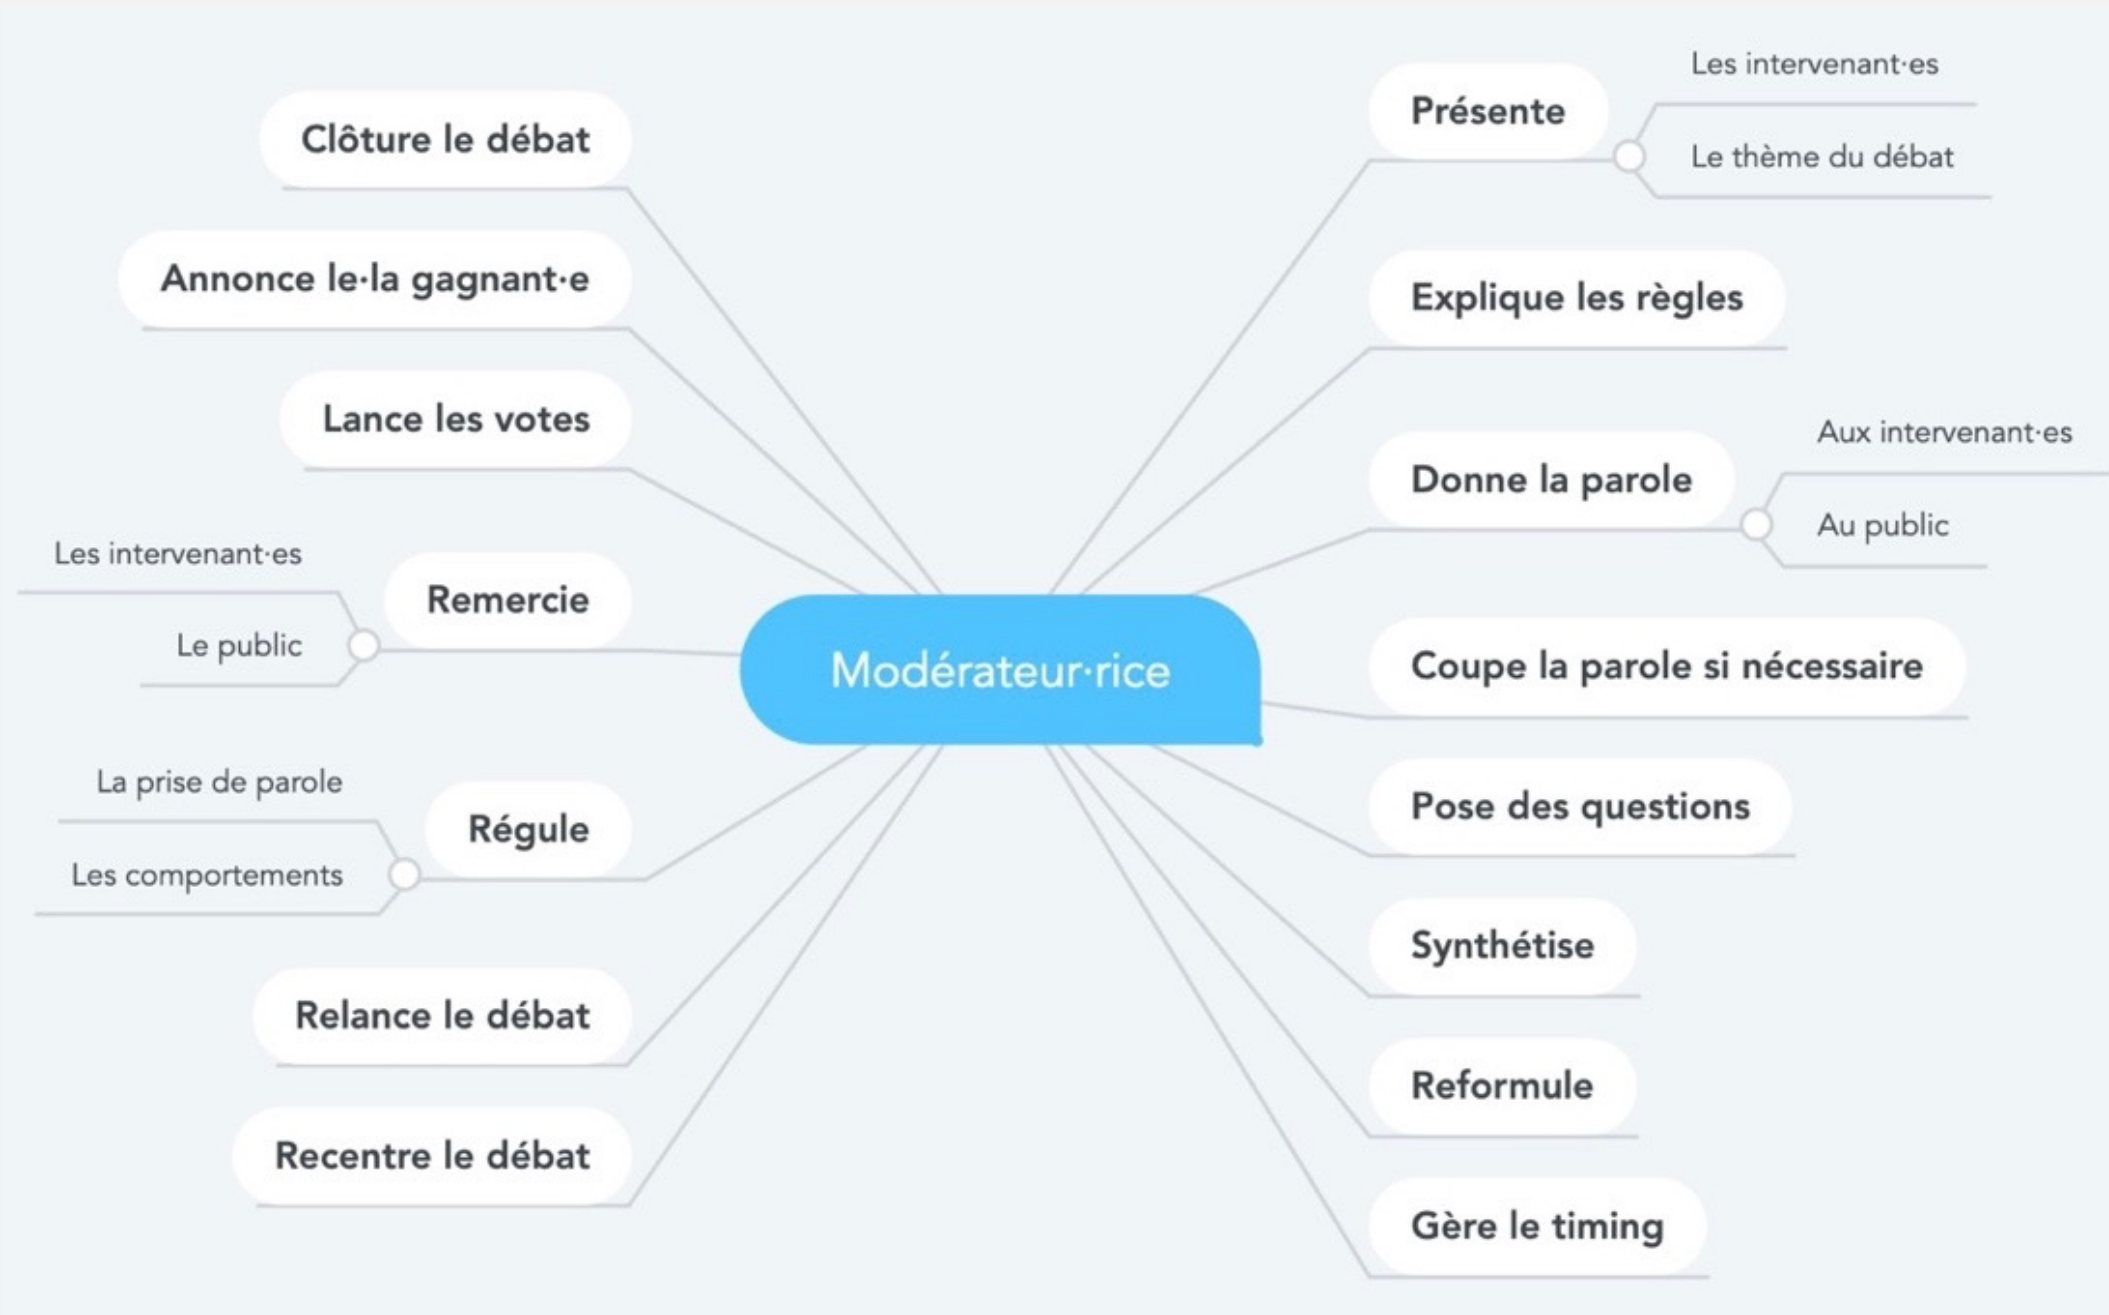 Modérateur·rice
Présente
Les intervenant·es
Le thème du débat
Explique les règles
Donne la parole
Aux intervenant·es
Au public
Coupe la parole si nécessaire
Pose des questions
Synthétise
Reformule
Gère le timing
Clôture le débat
Annonce le·la gagnant·e
Lance les votes
Remercie
Les intervenant·es
Le public
Régule
La prise de parole
Les comportements
Relance le débat
Recentre le débat